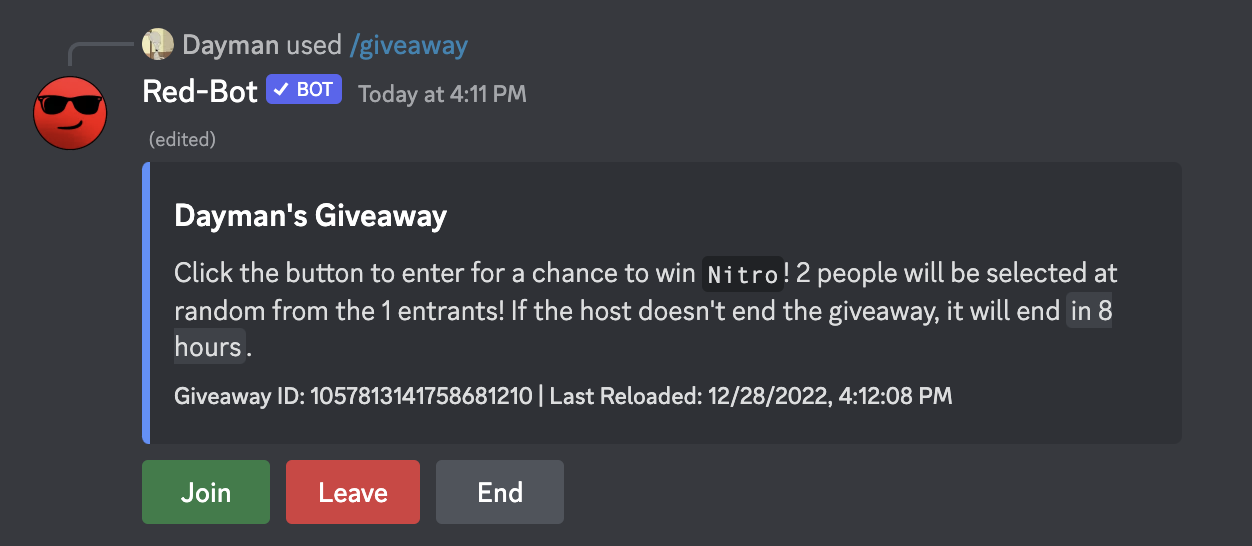 Dayman used /giveaway
Red-Bot ✓ BOT Today at 4:11 PM
(edited)
Dayman's Giveaway
Click the button to enter for a chance to win Nitro! 2 people will be selected at
random from the 1 entrants! If the host doesn't end the giveaway, it will end in 8
hours.
Giveaway ID: 1057813141758681210 | Last Reloaded: 12/28/2022, 4:12:08 PM
Join Leave End